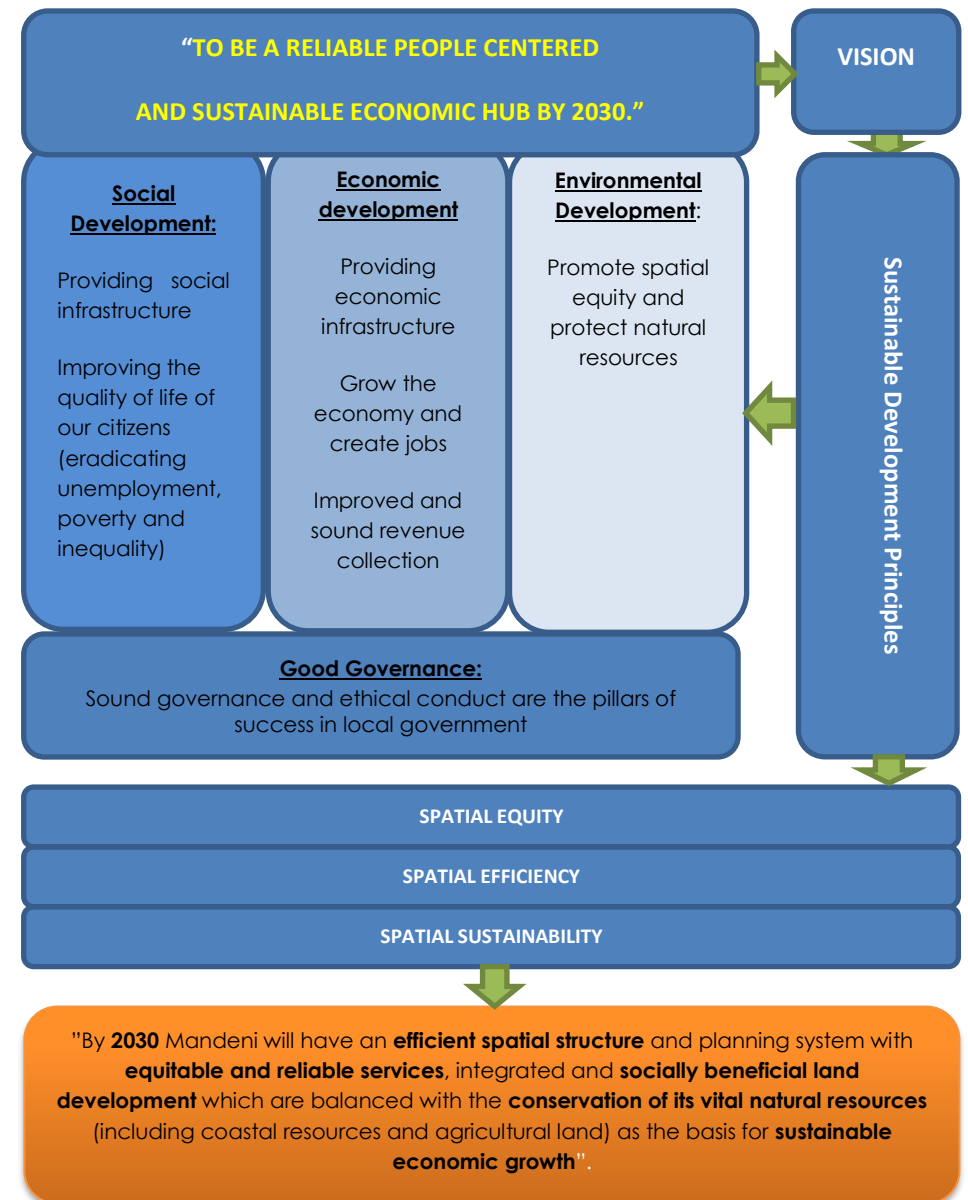 “TO BE A RELIABLE PEOPLE CENTERED
AND SUSTAINABLE ECONOMIC HUB BY 2030.”
VISION
Social
Development:
Providing social
infrastructure
Improving the
quality of life of
our citizens
(eradicating
unemployment,
poverty and
inequality)
Economic
development
Providing
economic
infrastructure
Grow the
economy and
create jobs
Improved and
sound revenue
collection
Environmental
Development:
Promote spatial
equity and
protect natural
resources
Sustainable Development Principles
Good Governance:
Sound governance and ethical conduct are the pillars of
success in local government
SPATIAL EQUITY
SPATIAL EFFICIENCY
SPATIAL SUSTAINABILITY
”By 2030 Mandeni will have an efficient spatial structure and planning system with
equitable and reliable services, integrated and socially beneficial land
development which are balanced with the conservation of its vital natural resources
(including coastal resources and agricultural land) as the basis for sustainable
economic growth”.